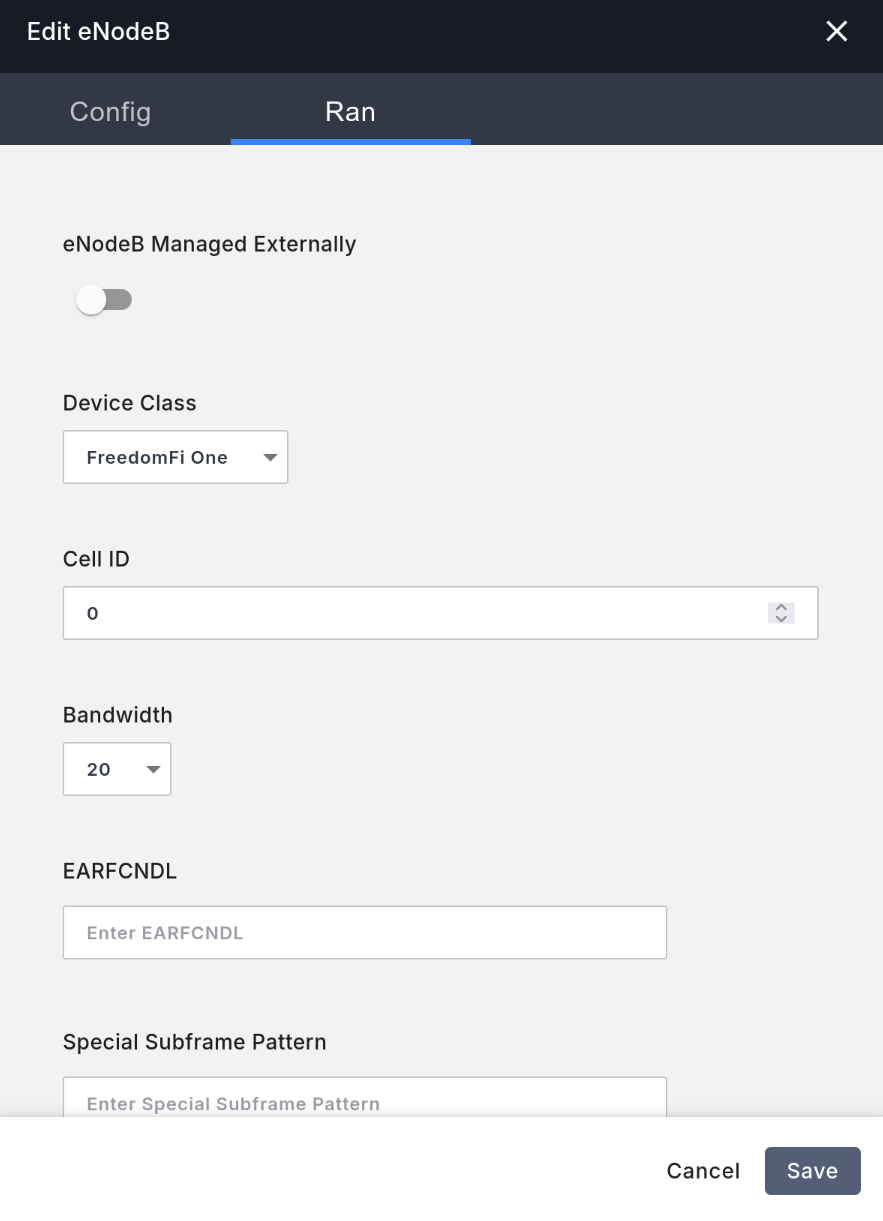 Edit eNodeB
Config
Ran
eNodeB Managed Externally
Device Class
FreedomFi One
Cell ID
0
Bandwidth
20
EARFCNDL
Enter EARFCNDL
Special Subframe Pattern
Enter Special Subframe Pattern
Cancel
Save